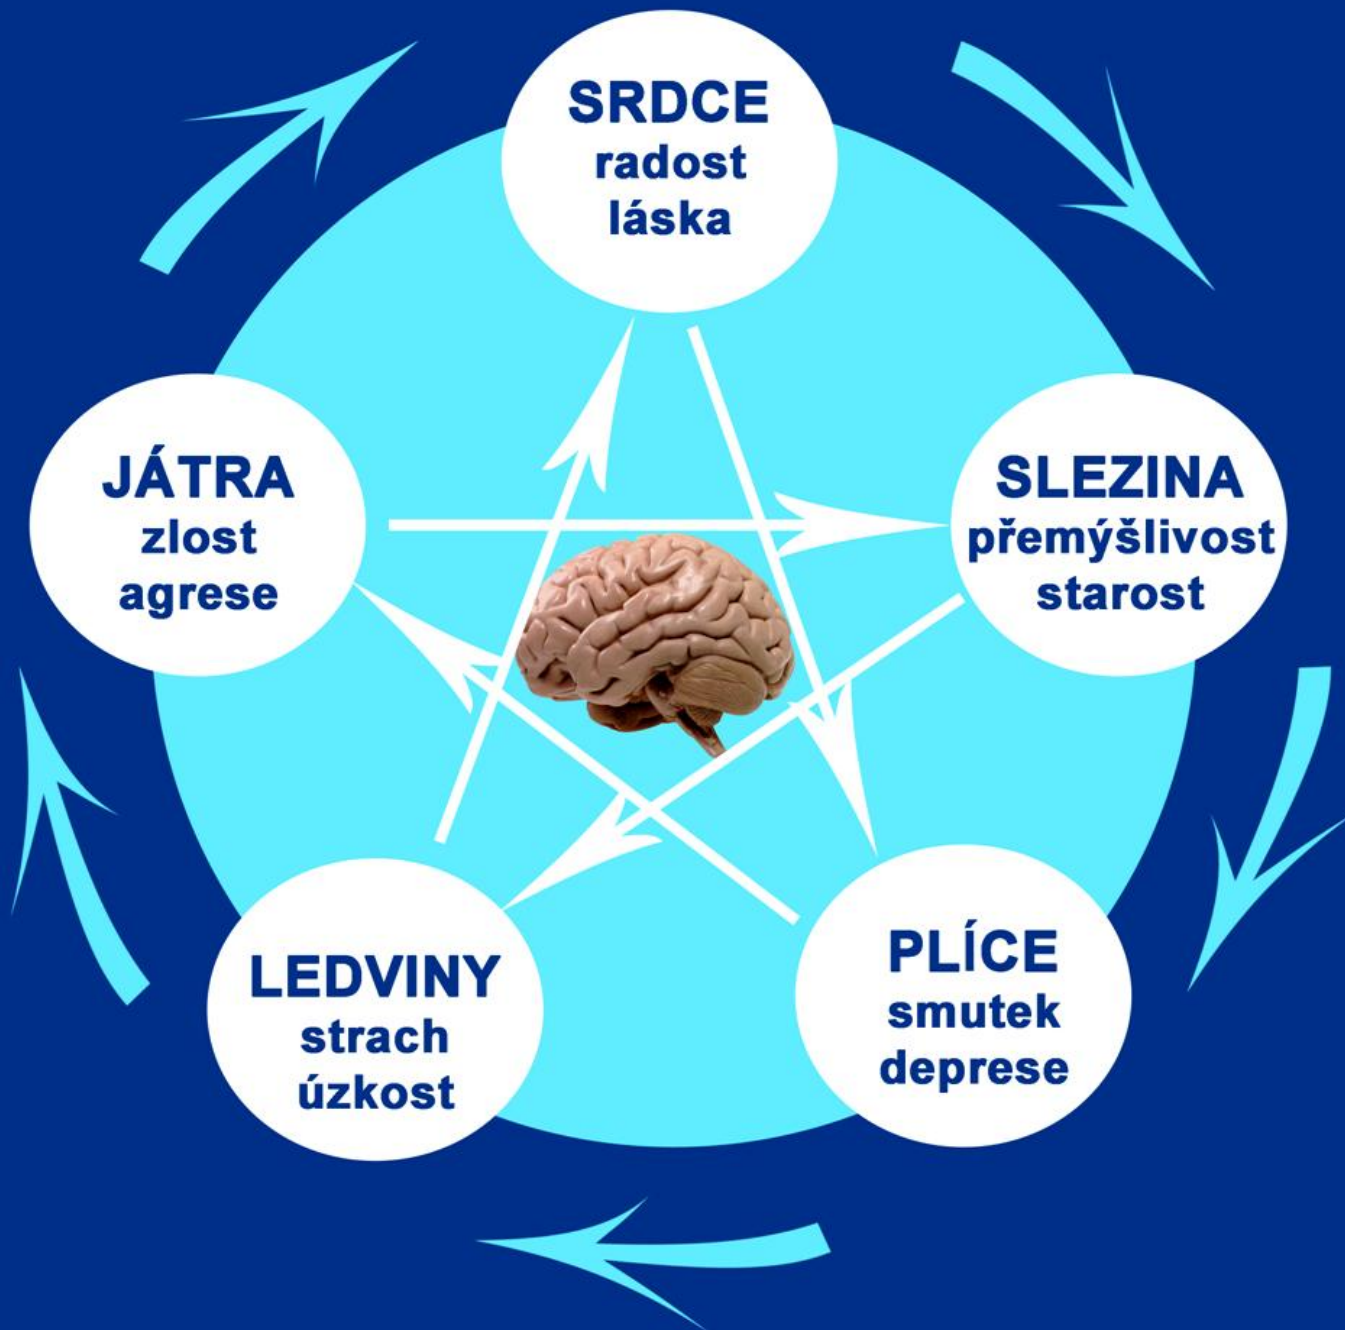 SRDCE
radost
láska
JÁTRA
zlost
agrese
SLEZINA
přemýšlivost
starost
LEDVINY
strach
úzkost
PLÍCE
smutek
deprese